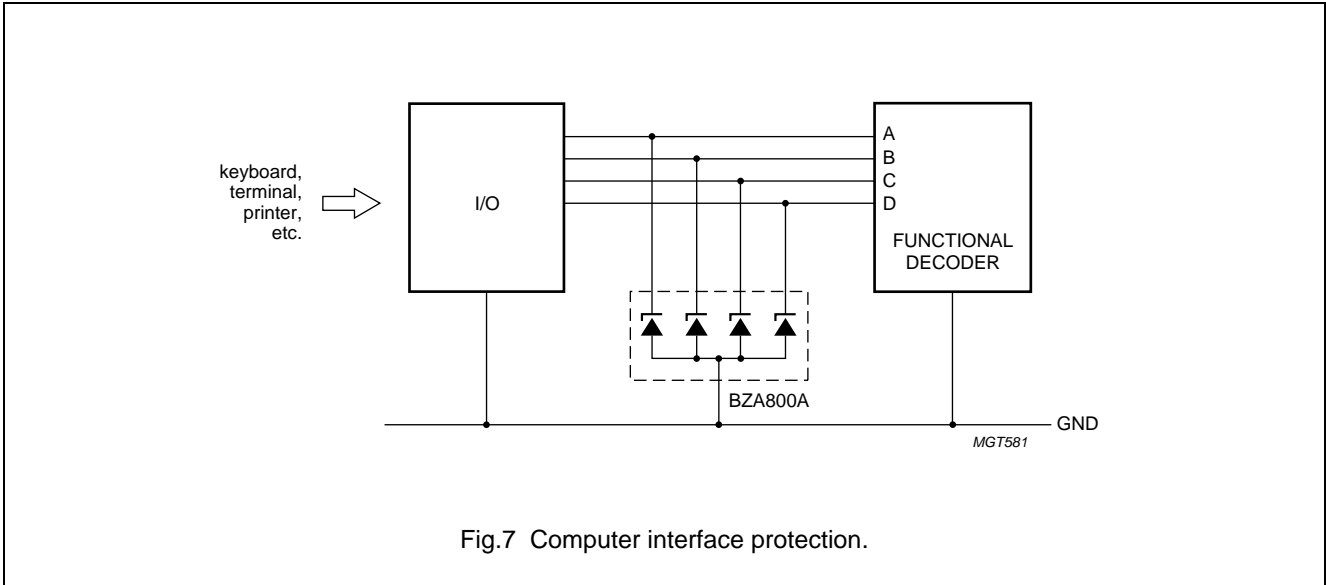 keyboard,
terminal,
printer,
etc.
I/O
A
B
C
D
FUNCTIONAL
DECODER
BZA800A
GND
MGT581
Fig.7 Computer interface protection.